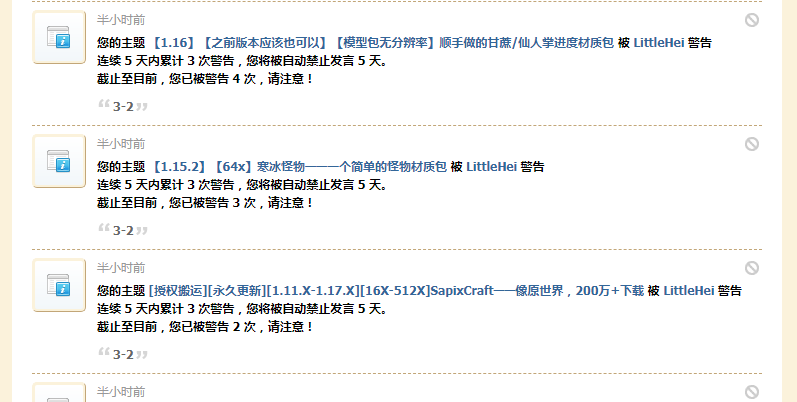 半小时前
您的主题 【1.16】【之前版本应该也可以】【模型包无分辨率】顺手做的甘蔗/仙人掌进度材质包 被 LittleHei 警告
连续 5 天内累计 3 次警告，您将被自动禁止发言 5 天。
截止至目前，您已被警告 4 次，请注意！
“ 3-2 ”
半小时前
您的主题 【1.15.2】【64x】寒冰怪物——一个简单的怪物材质包 被 LittleHei 警告
连续 5 天内累计 3 次警告，您将被自动禁止发言 5 天。
截止至目前，您已被警告 3 次，请注意！
“ 3-2 ”
半小时前
您的主题 [授权搬运][永久更新][1.11.X-1.17.X][16X-512X]SapixCraft——像原世界，200万+下载 被 LittleHei 警告
连续 5 天内累计 3 次警告，您将被自动禁止发言 5 天。
截止至目前，您已被警告 2 次，请注意！
“ 3-2 ”
半小时前